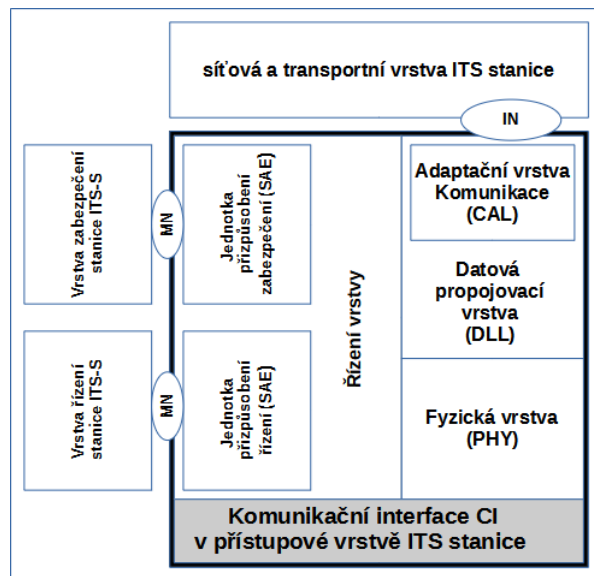 síťová a transportní vrstva ITS stanice
IN
Vrstva zabezpečení
stanice ITS-S
MN
Jednotka
přizpůsobení
zabezpečení (SAE)
Řízení vrstvy
Adaptační vrstva
Komunikace
(CAL)
Datová
propojovací
vrstva
(DLL)
Vrstva řízení
stanice ITS-S
MN
Jednotka
přizpůsobení
řízení (SAE)
Fyzická vrstva
(PHY)
Komunikační interface CI
v přístupové vrstvě ITS stanice